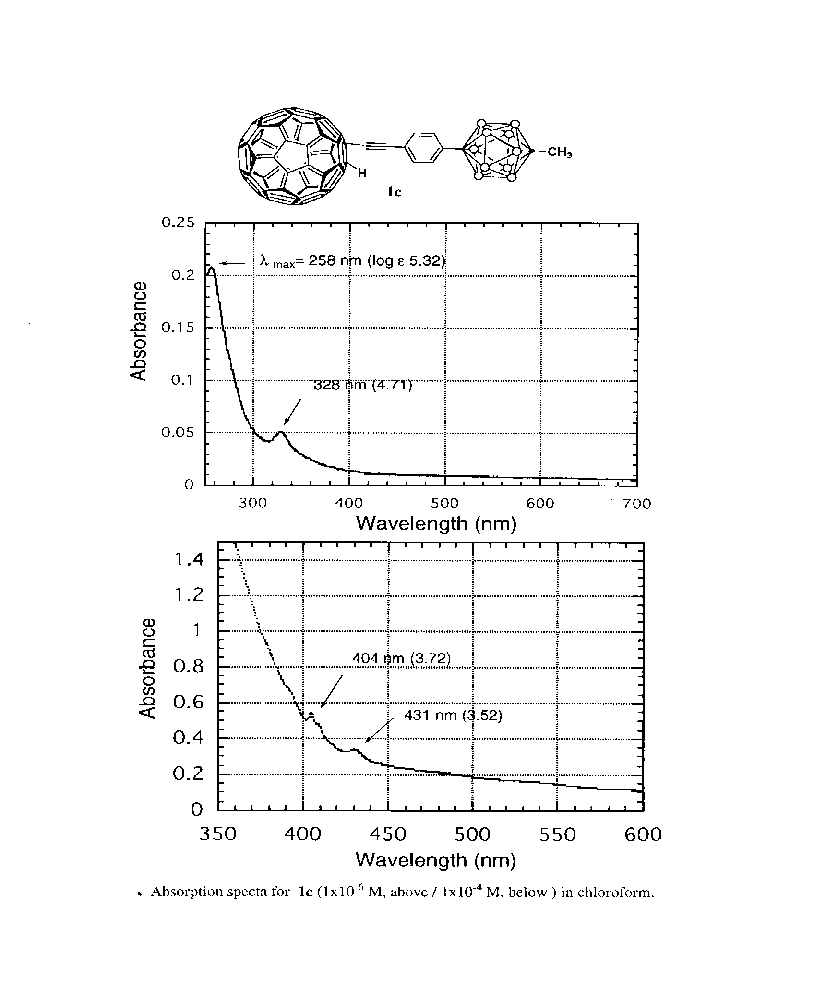 CH₃
H
1c
0.25
λ max= 258 nm (log ε 5.32)
0.2
0.15
0.1
328 nm (4.71)
0.05
0
300 400 500 600 700
Absorbance
Wavelength (nm)
1.4
1.2
1
0.8
404 nm (3.72)
0.6
431 nm (3.52)
0.4
0.2
0
350 400 450 500 550 600
Absorbance
Wavelength (nm)
Absorption specta for 1c (1x10 M, above / 1x10⁻⁴ M, below ) in chloroform.